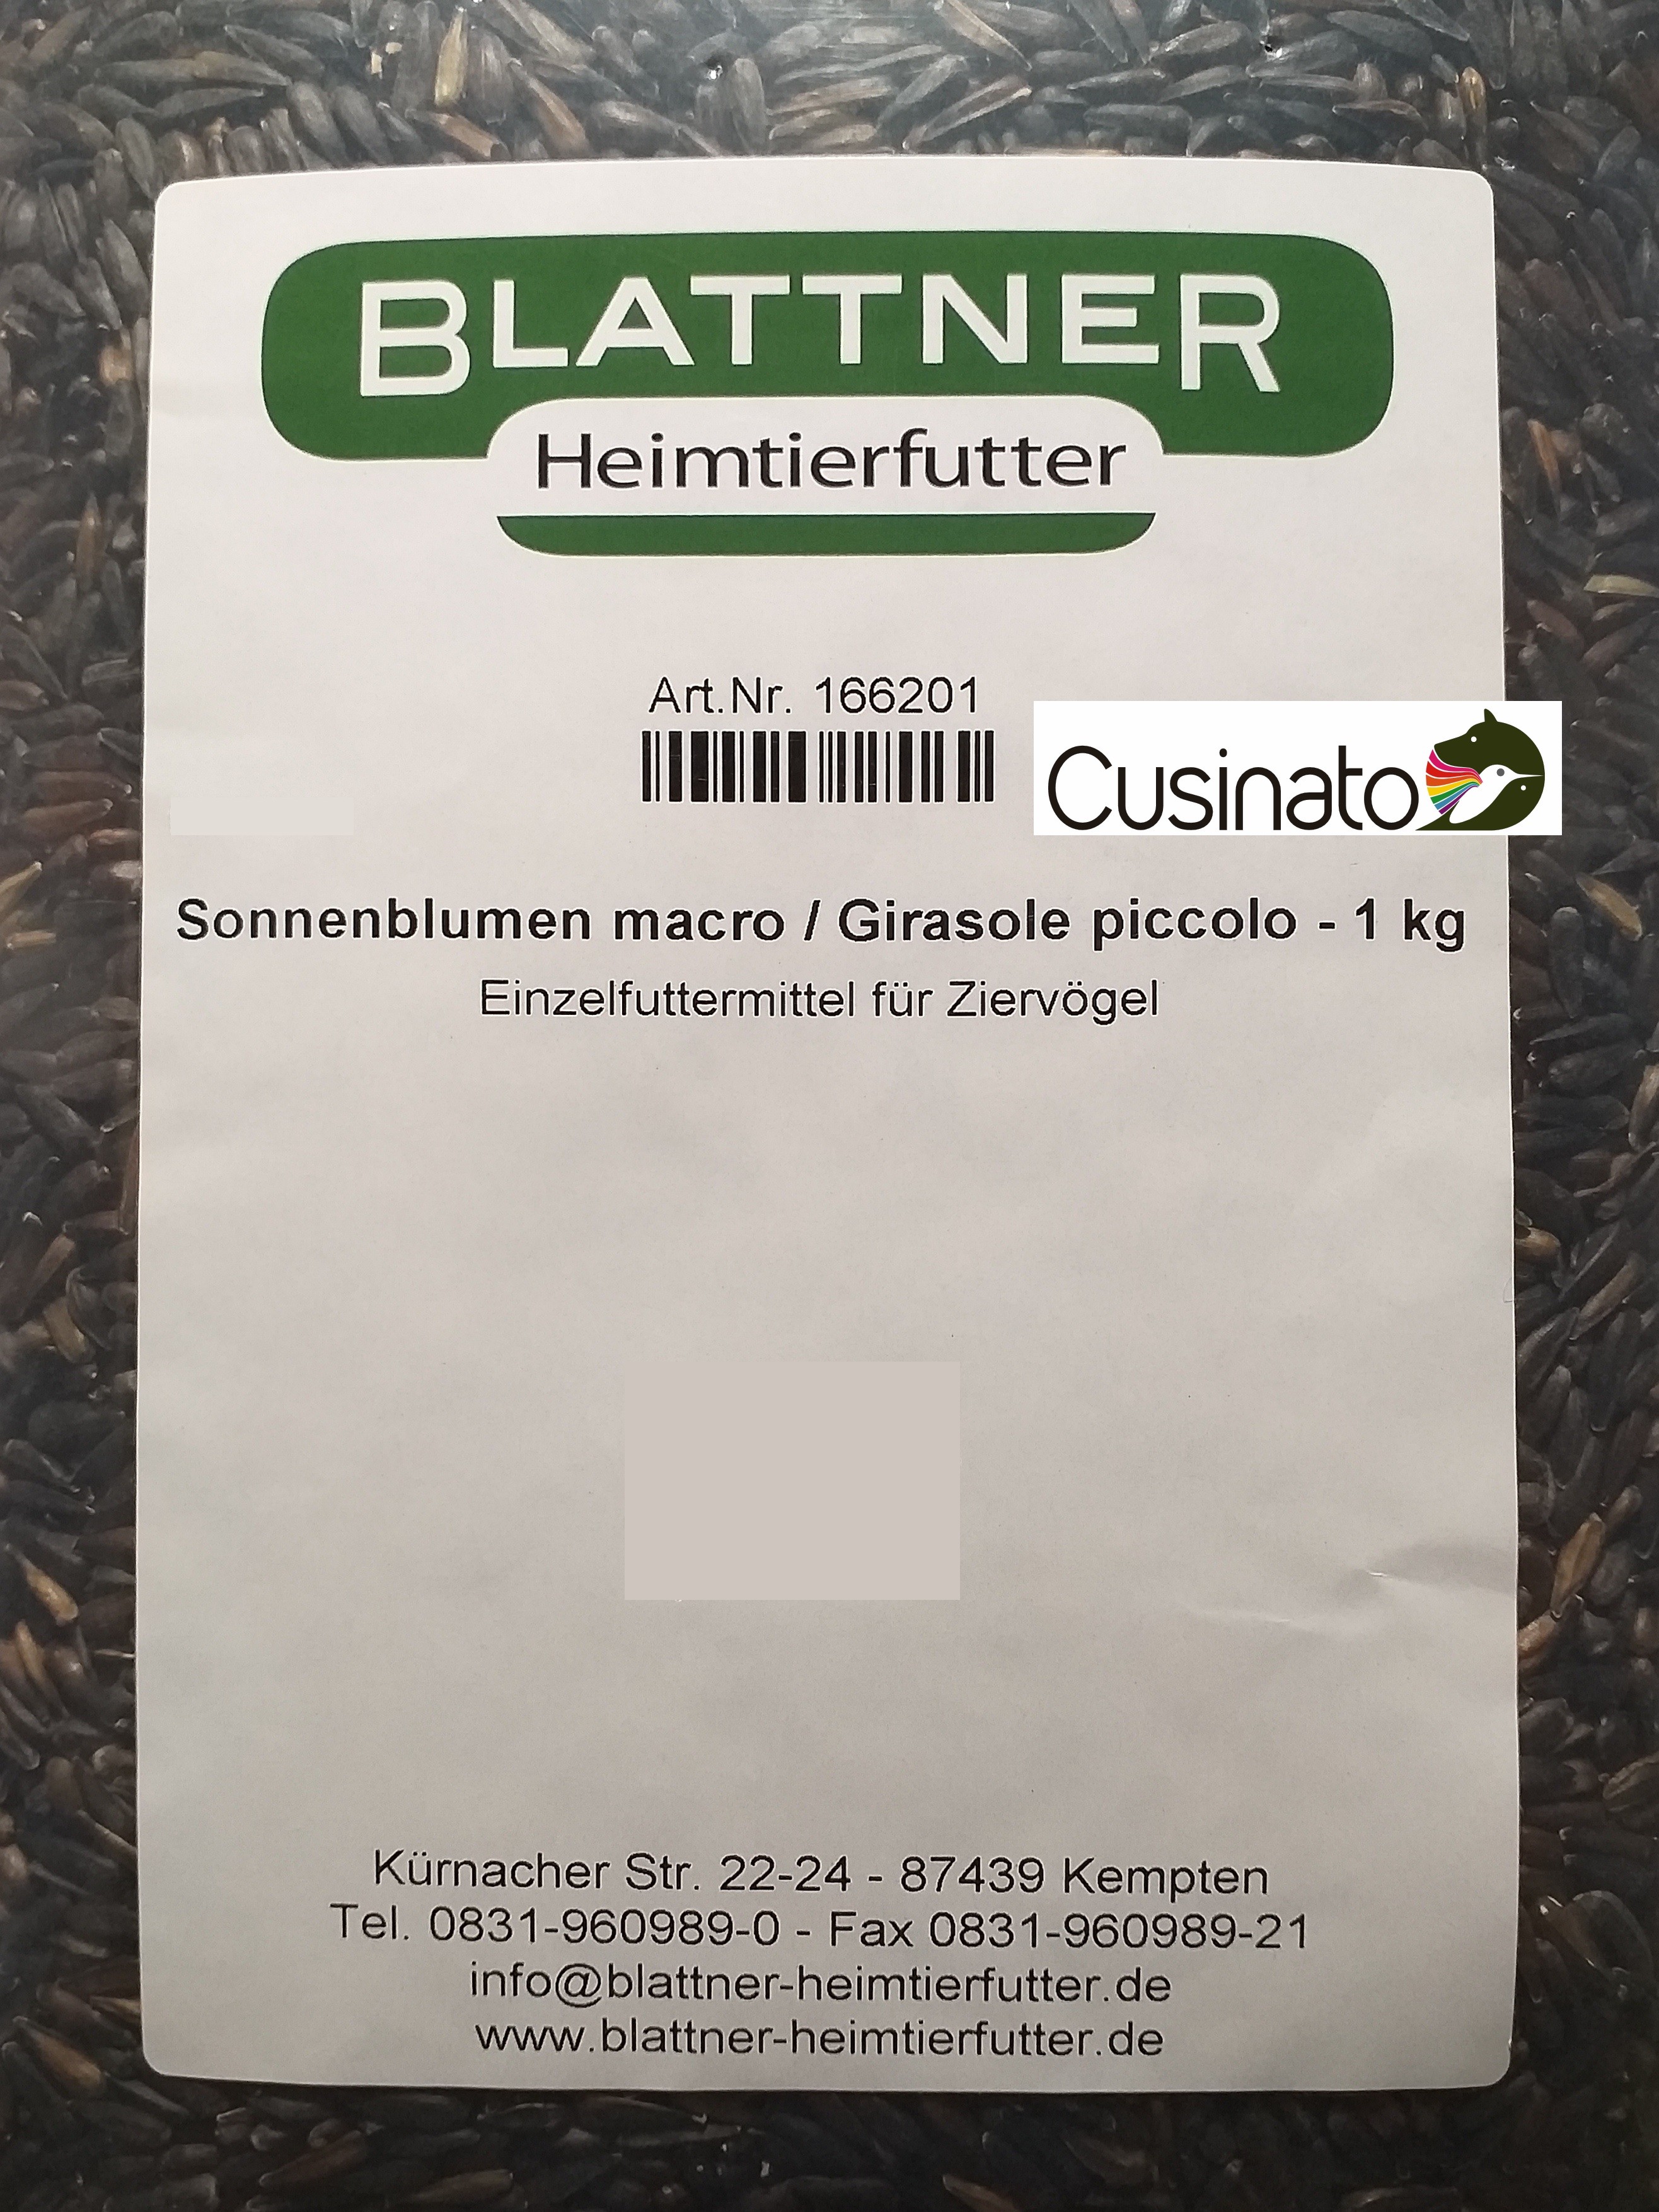 BLATTNER
Heimtierfutter
Art.Nr. 166201
Cusinato
Sonnenblumen macro / Girasole piccolo - 1 kg
Einzelfuttermittel für Ziervögel
Kürnacher Str. 22-24 - 87439 Kempten
Tel. 0831-960989-0 - Fax 0831-960989-21
info@blattner-heimtierfutter.de
www.blattner-heimtierfutter.de